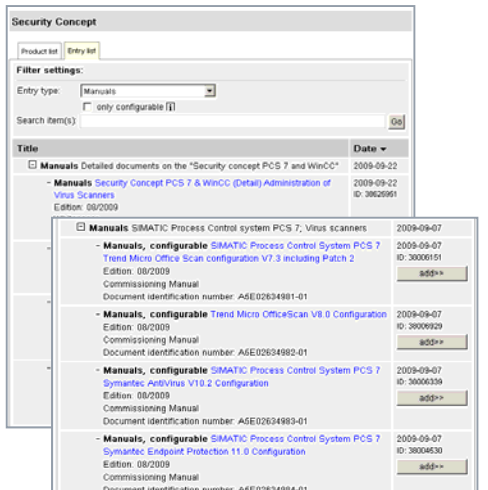 Security Concept
Product list
Entry list
Filter settings:
Entry type:
Manuals
only configurable
Search item(s):
Go
Title
Date
Manuals Detailed documents on the "Security concept PCS 7 and WinCC"
2009-09-22
- Manuals Security Concept PCS 7 & WinCC (Detail) Administration of
2009-09-22
Virus Scanners
ID: 38625951
Edition: 08/2009
Manuals SIMATIC Process Control system PCS 7; Virus scanners
2009-09-07
- Manuals, configurable SIMATIC Process Control System PCS 7
2009-09-07
Trend Micro Office Scan configuration V7.3 including Patch 2
ID: 38006151
Edition: 08/2009
add>>
Commissioning Manual
Document identification number: A5E02634981-01
- Manuals, configurable Trend Micro OfficeScan V8.0 Configuration
2009-09-07
Edition: 08/2009
ID: 38006929
Commissioning Manual
add>>
Document identification number: A5E02634982-01
- Manuals, configurable SIMATIC Process Control System PCS 7
2009-09-07
Symantec AntiVirus V10.2 Configuration
ID: 38006339
Edition: 08/2009
add>>
Commissioning Manual
Document identification number: A5E02634983-01
- Manuals, configurable SIMATIC Process Control System PCS 7
2009-09-07
Symantec Endpoint Protection 11.0 Configuration
ID: 38004530
Edition: 08/2009
add>>
Commissioning Manual
Document identification number: A5E02634984-01